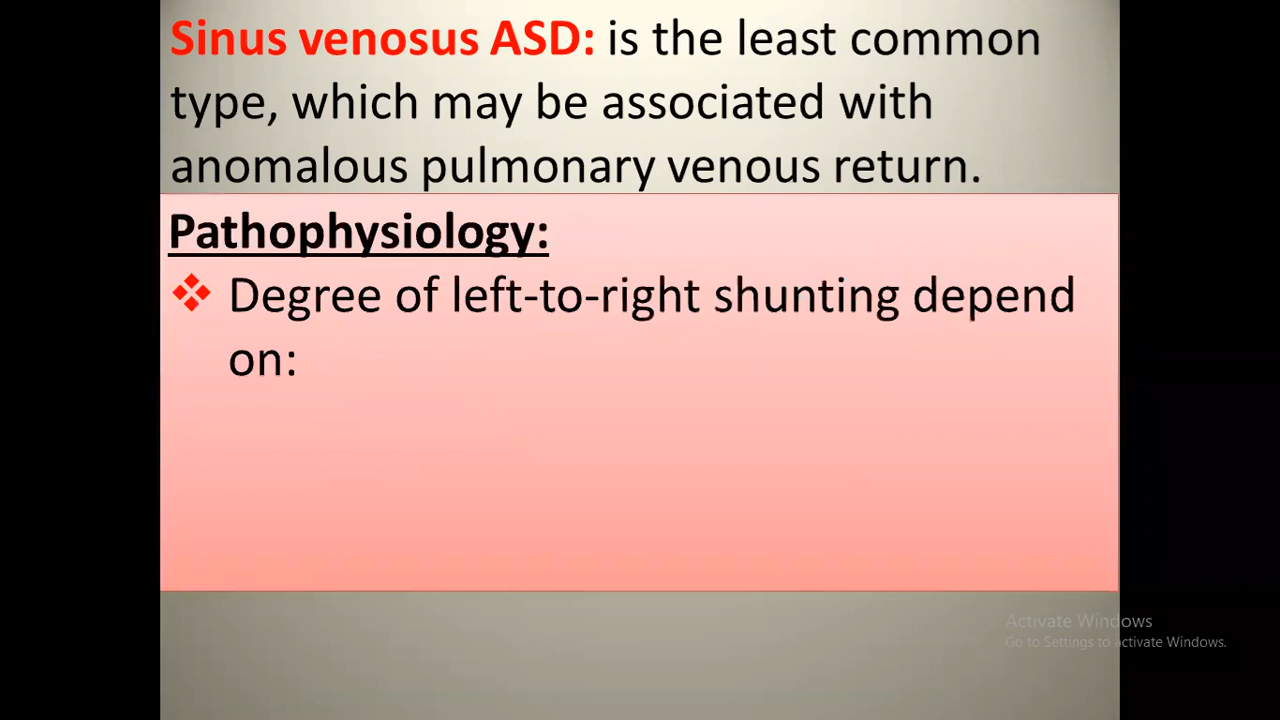 Sinus venosus ASD: is the least common
type, which may be associated with
anomalous pulmonary venous return.
Pathophysiology:
❖ Degree of left-to-right shunting depend
on:
Activate Windows
Go to Settings to activate Windows.